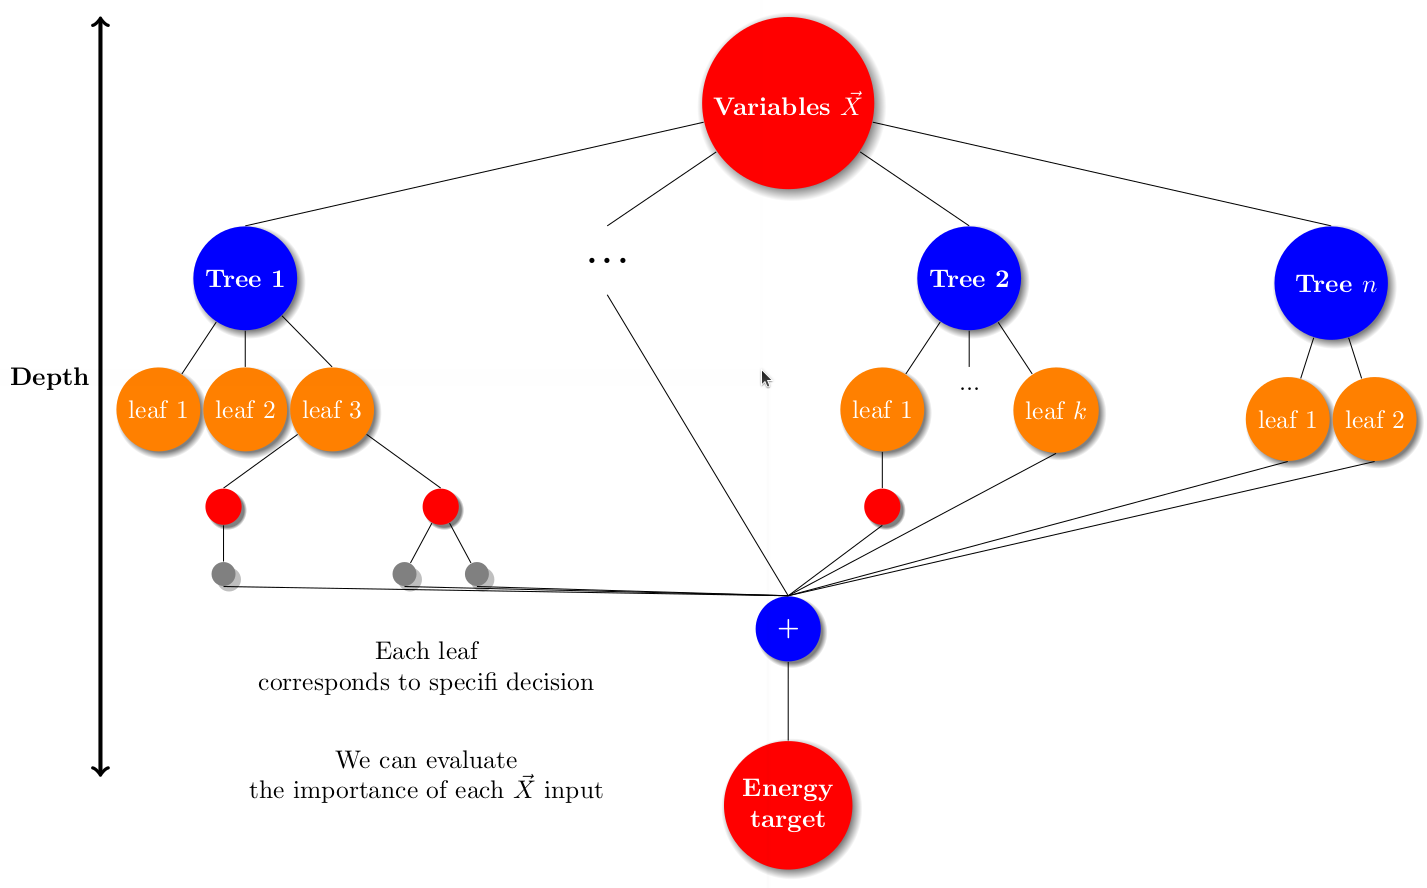 Variables $\vec{X}$
Tree 1
...
Tree 2
Tree n
Depth
leaf 1
leaf 2
leaf 3
leaf 1
...
leaf k
leaf 1
leaf 2
+
Each leaf
corresponds to specifi decision
We can evaluate
the importance of each $\vec{X}$ input
Energy
target